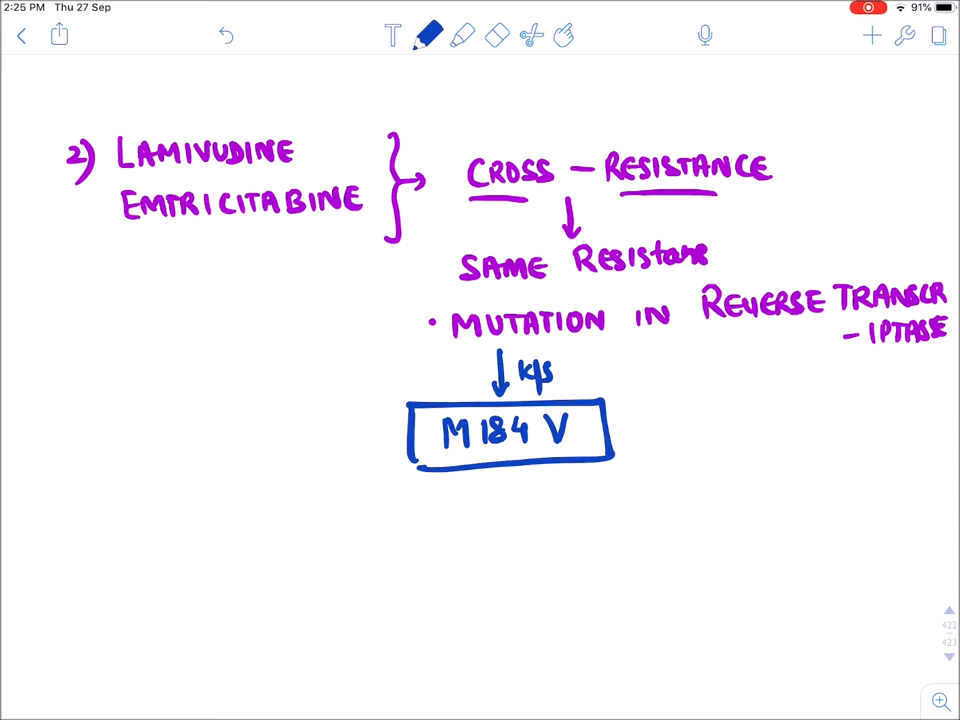 2:25 PM Thu 27 Sep
91%
T
2) LAMIVUDINE
EMTRICITABINE
CROSS - RESISTANCE
SAME Resistance
• MUTATION IN REVERSE TRANSCR
- IPTASE
k/s
M184V
422
423